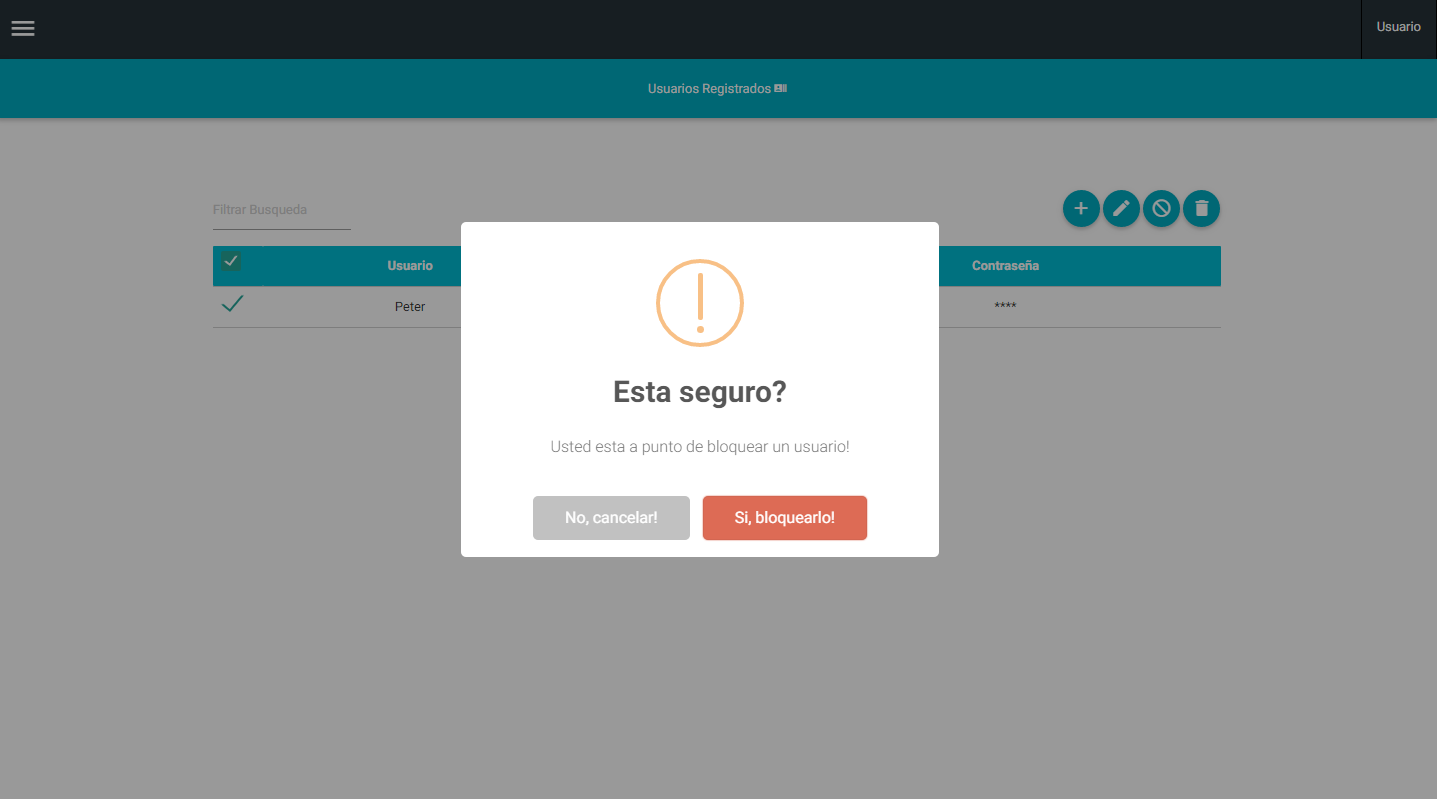 Usuario
Usuarios Registrados
Filtrar Busqueda
Usuario
Contraseña
Peter
****
Esta seguro?
Usted esta a punto de bloquear un usuario!
No, cancelar!
Si, bloquearlo!